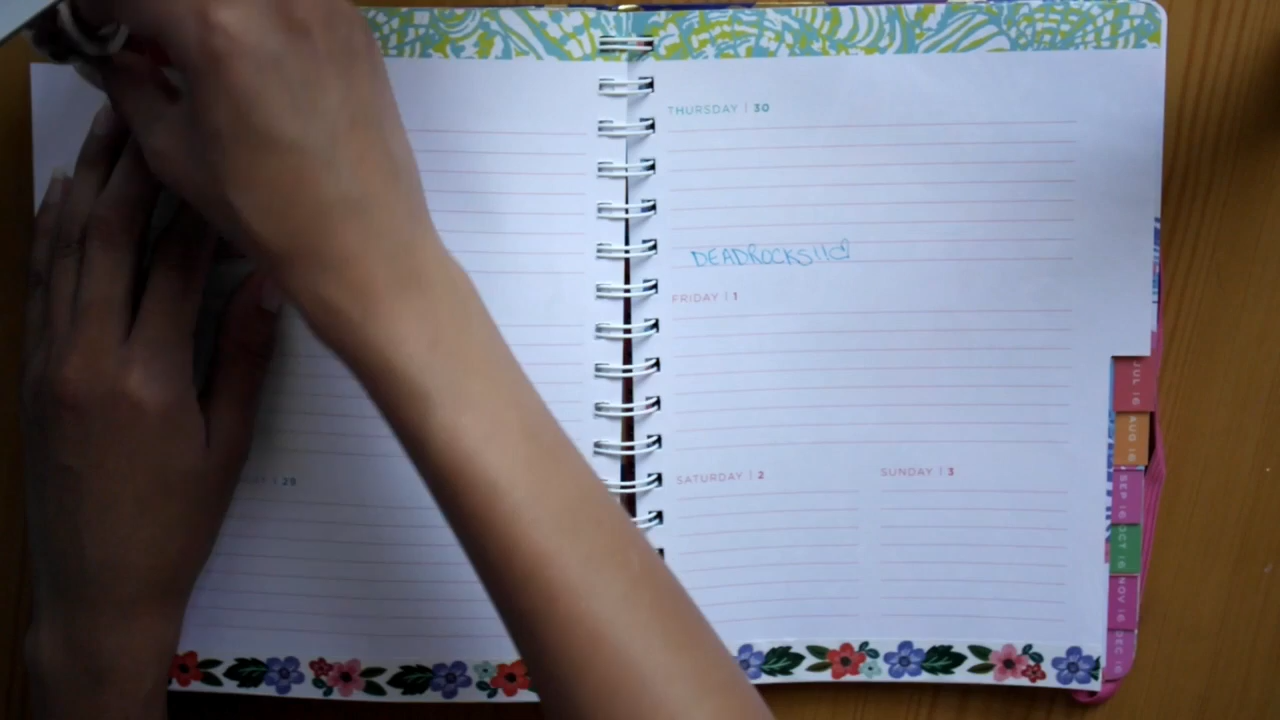 29
THURSDAY | 30
DEADROCKS!!
FRIDAY | 1
SATURDAY | 2
SUNDAY | 3
JUL 16
AUG 16
SEP 16
OCT 16
NOV 16
DEC 16